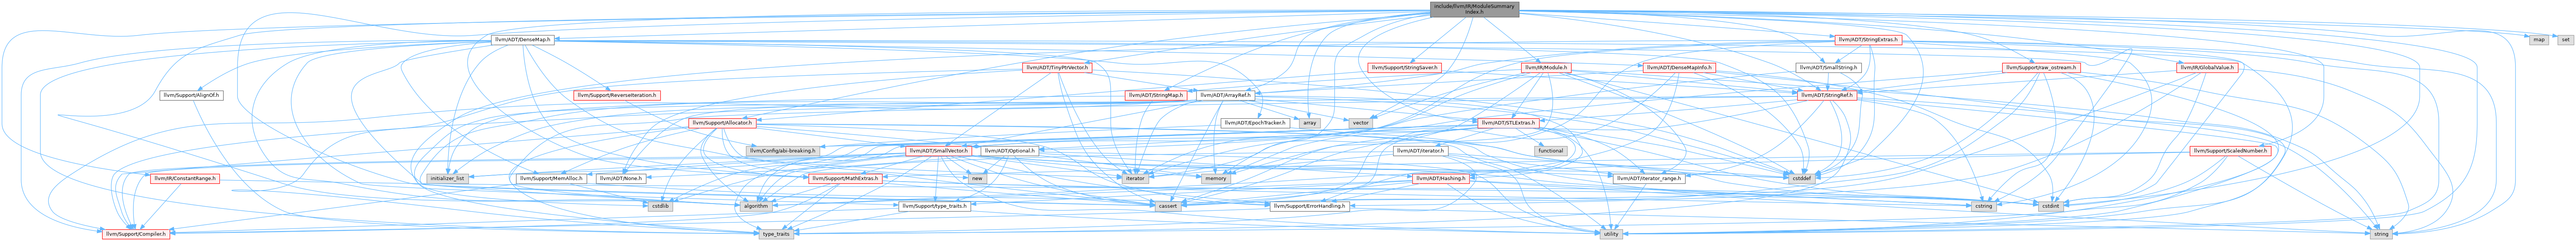 include/llvm/IR/ModuleSummary
Index.h
llvm/ADT/DenseMap.h
llvm/ADT/StringExtras.h
map
set
llvm/ADT/TinyPtrVector.h
llvm/Support/StringSaver.h
llvm/IR/Module.h
llvm/ADT/DenseMapInfo.h
llvm/ADT/SmallString.h
llvm/Support/raw_ostream.h
llvm/IR/GlobalValue.h
llvm/Support/AlignOf.h
llvm/Support/ReverseIteration.h
llvm/ADT/StringMap.h
llvm/ADT/ArrayRef.h
llvm/ADT/StringRef.h
llvm/Support/Allocator.h
llvm/ADT/EpochTracker.h
array
vector
llvm/ADT/STLExtras.h
llvm/Config/abi-breaking.h
llvm/ADT/SmallVector.h
llvm/ADT/Optional.h
llvm/ADT/iterator.h
functional
llvm/Support/ScaledNumber.h
llvm/IR/ConstantRange.h
initializer_list
llvm/Support/MemAlloc.h
llvm/ADT/None.h
llvm/Support/MathExtras.h
new
iterator
memory
llvm/ADT/Hashing.h
llvm/ADT/iterator_range.h
cstddef
cstdlib
algorithm
llvm/Support/type_traits.h
cassert
llvm/Support/ErrorHandling.h
cstring
cstdint
llvm/Support/Compiler.h
type_traits
utility
string